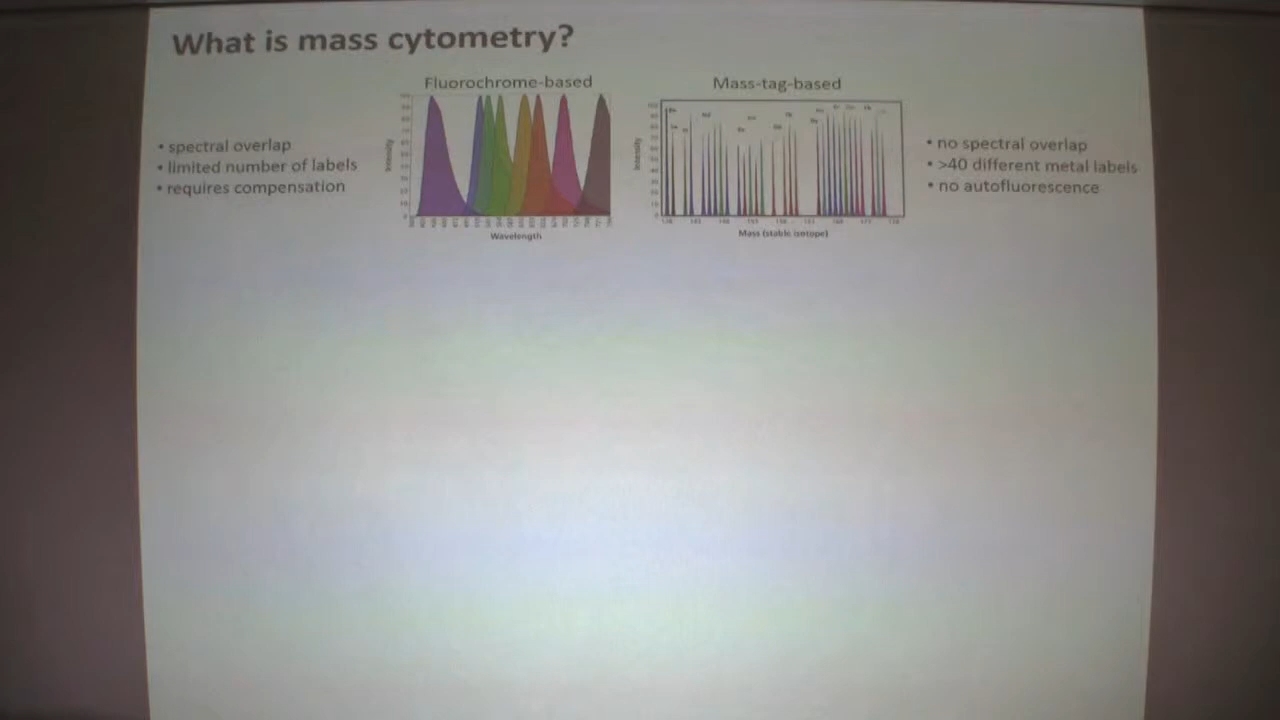 What is mass cytometry?
Fluorochrome-based
Mass-tag-based
• spectral overlap
• limited number of labels
• requires compensation
Intensity
Wavelength
Intensity
Mass (stable isotope)
• no spectral overlap
• >40 different metal labels
• no autofluorescence